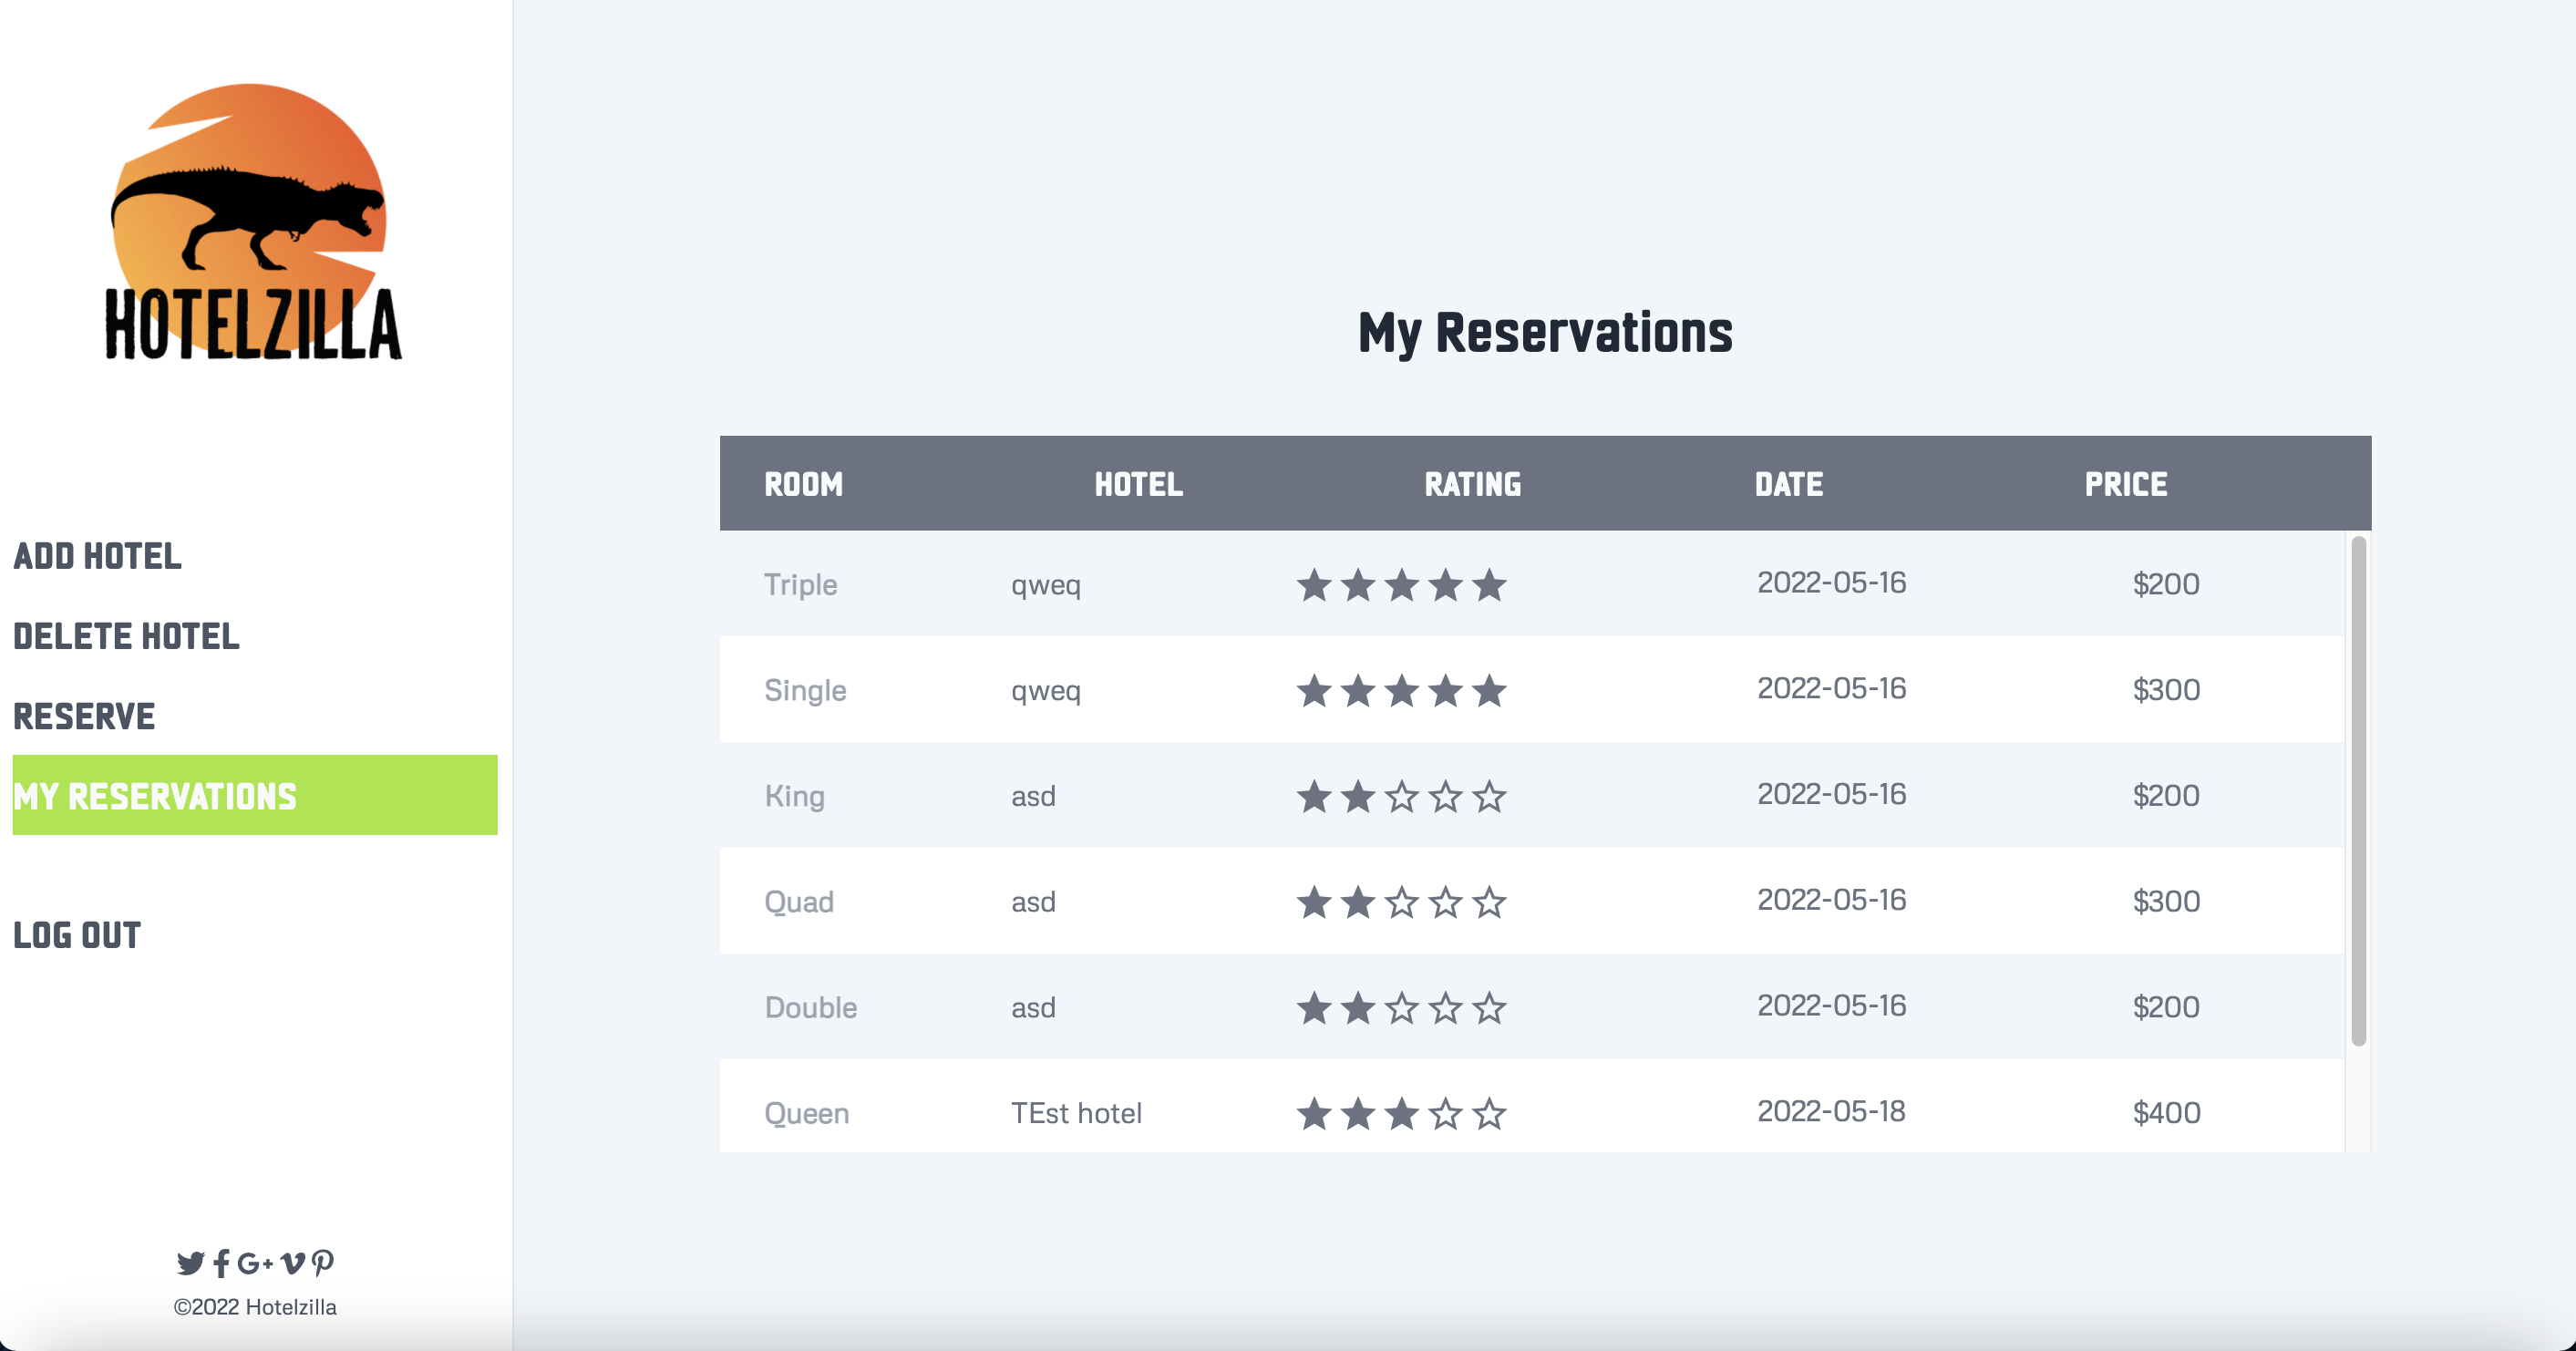 HOTELZILLA
ADD HOTEL
DELETE HOTEL
RESERVE
MY RESERVATIONS
LOG OUT
©2022 Hotelzilla
My Reservations
ROOM HOTEL RATING DATE PRICE
Triple qweq 2022-05-16 $200
Single qweq 2022-05-16 $300
King asd 2022-05-16 $200
Quad asd 2022-05-16 $300
Double asd 2022-05-16 $200
Queen TEst hotel 2022-05-18 $400